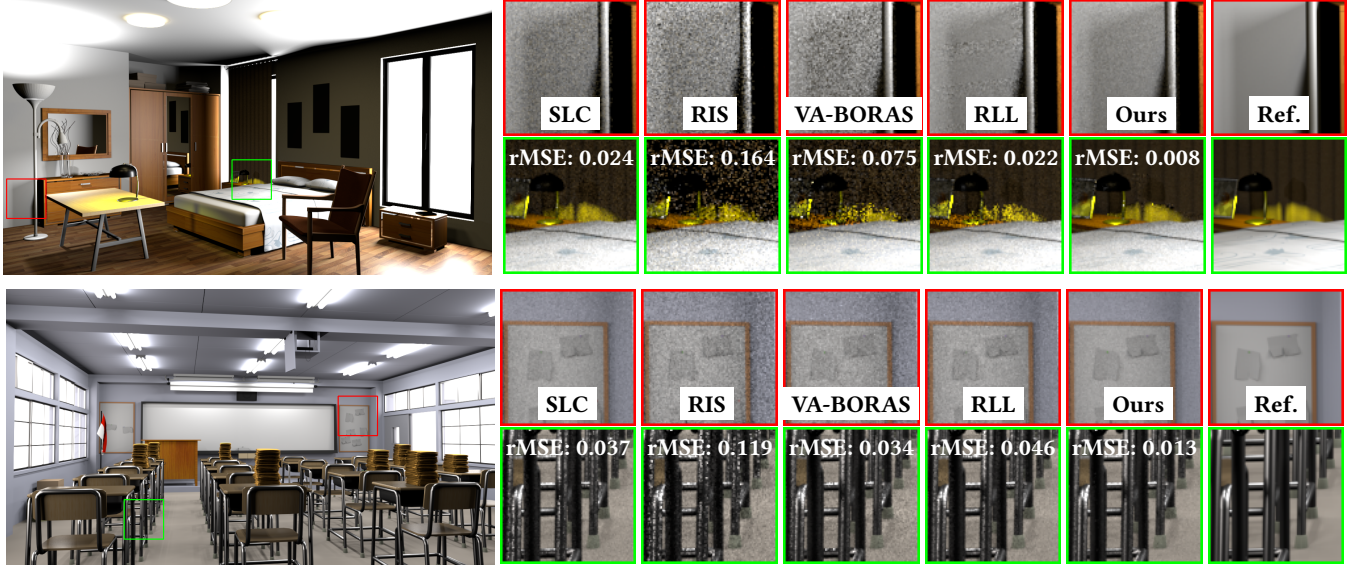 SLC RIS VA-BORAS RLL Ours Ref.
rMSE: 0.024 rMSE: 0.164 rMSE: 0.075 rMSE: 0.022 rMSE: 0.008
SLC RIS VA-BORAS RLL Ours Ref.
rMSE: 0.037 rMSE: 0.119 rMSE: 0.034 rMSE: 0.046 rMSE: 0.013